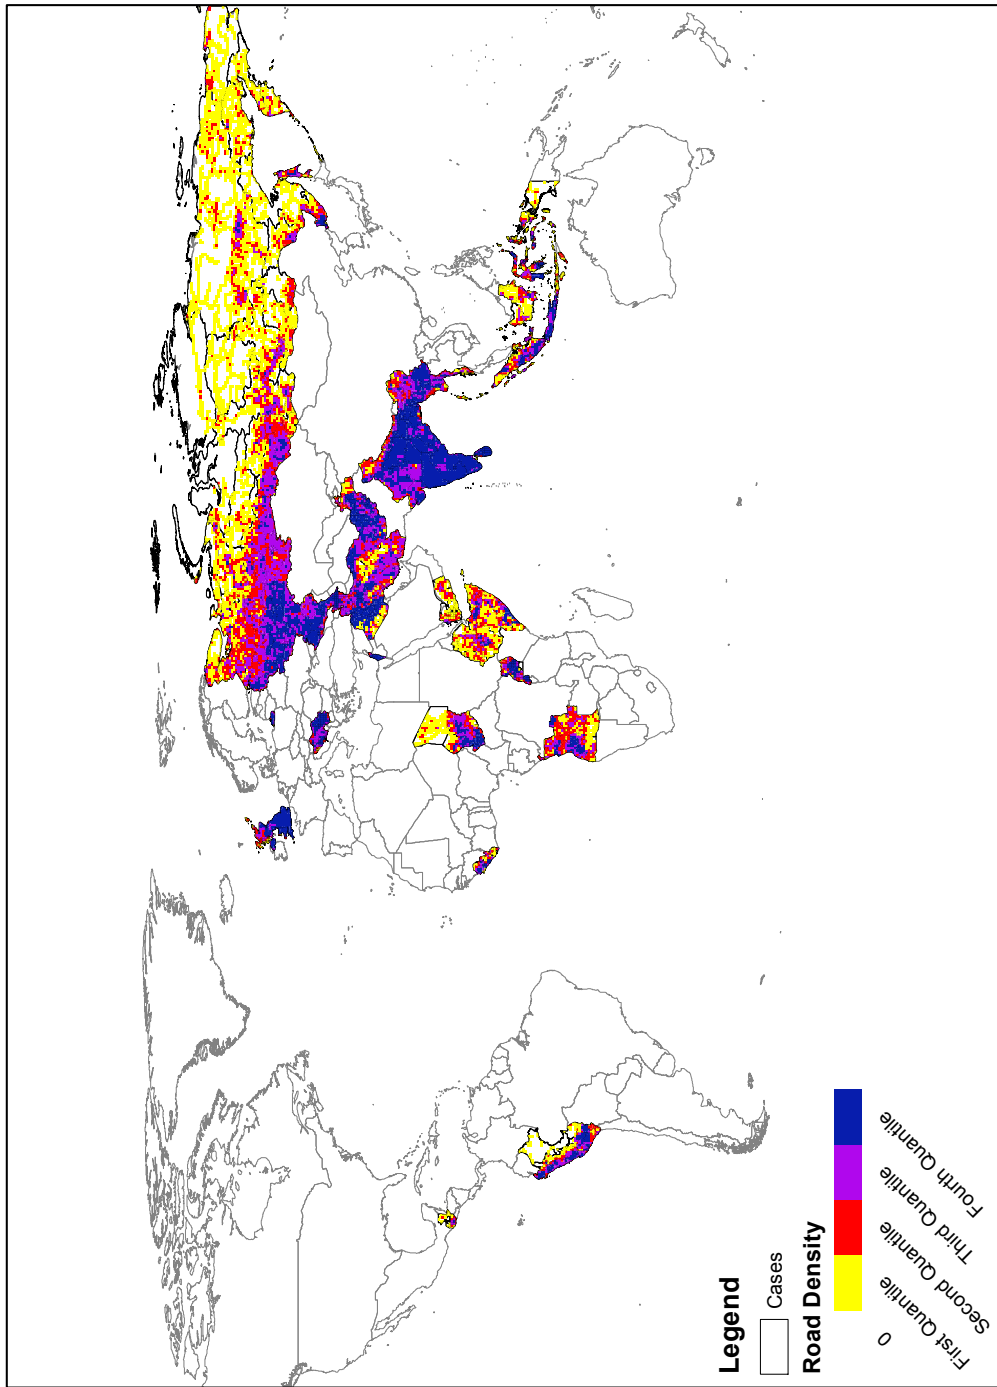 Legend
Cases
Road Density
0
First Quantile
Second Quantile
Third Quantile
Fourth Quantile